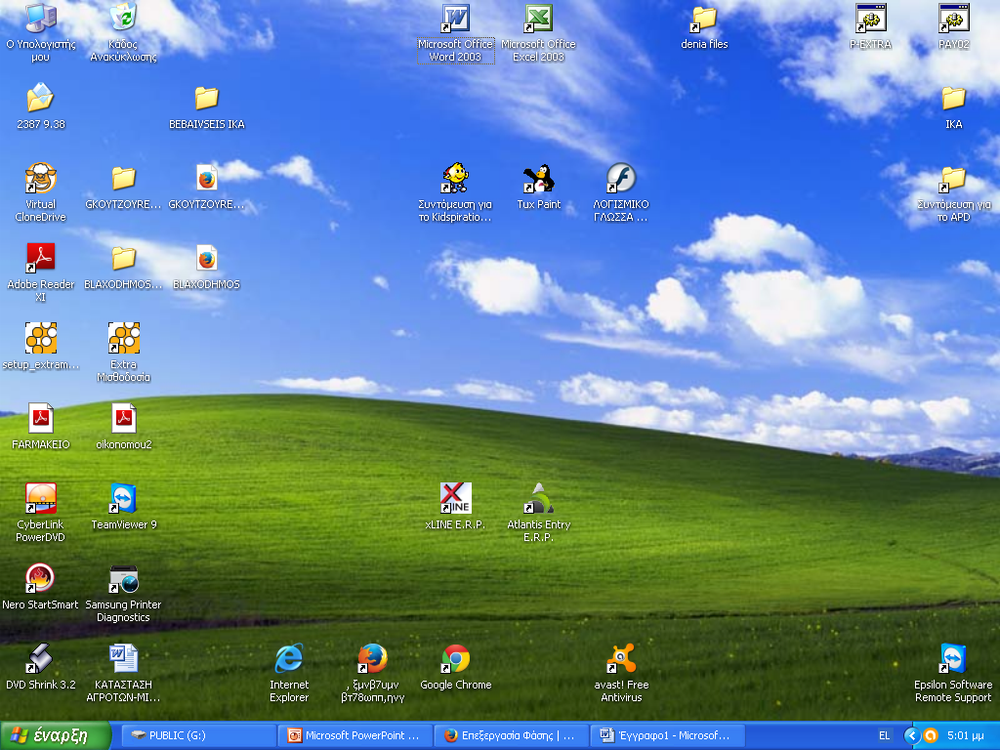 Ο Υπολογιστής
μου
Κάδος
Ανακύκλωσης
Microsoft Office
Word 2003
Microsoft Office
Excel 2003
denia files
P-EXTRA
PAY02
2387 9.38
BEBAIVSEIS IKA
IKA
Virtual
CloneDrive
GKOYTZOYRE...
GKOYTZOYRE...
Συντόμευση για
το Kidspiratio...
Tux Paint
ΛΟΓΙΣΜΙΚΟ
ΓΛΩΣΣΑ ...
Συντόμευση για
το APD
Adobe Reader
XI
BLAXODHMOS...
BLAXODHMOS
setup_extram...
Extra
Μισθοδοσία
FARMAKEIO
oikonomou2
CyberLink
PowerDVD
TeamViewer 9
XLINE
xLINE E.R.P.
Atlantis Entry
E.R.P.
Nero StartSmart
Samsung Printer
Diagnostics
DVD Shrink 3.2
ΚΑΤΑΣΤΑΣΗ
ΑΓΡΟΤΩΝ-ΜΙ...
Internet
Explorer
, ξμνβ7υμν
βτ78ωππ,ηνγ
Google Chrome
avast! Free
Antivirus
Epsilon Software
Remote Support
έναρξη
PUBLIC (G:)
Microsoft PowerPoint ...
Επεξεργασία Φάσης | ...
Έγγραφο1 - Microsof...
EL
5:01 μμ